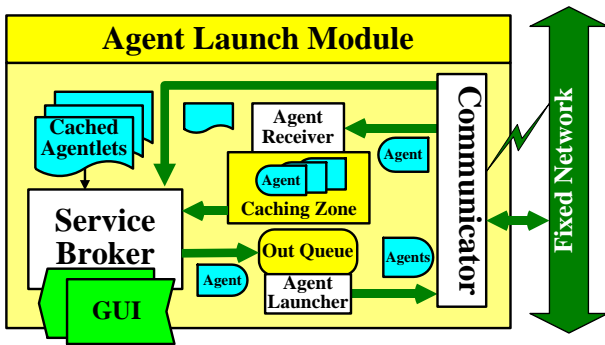 Agent Launch Module
Cached
Agentlets
Agent
Receiver
Agent
Agent
Caching Zone
Service
Broker
Out Queue
Agent
Agents
Agent
Launcher
GUI
Communicator
Fixed Network